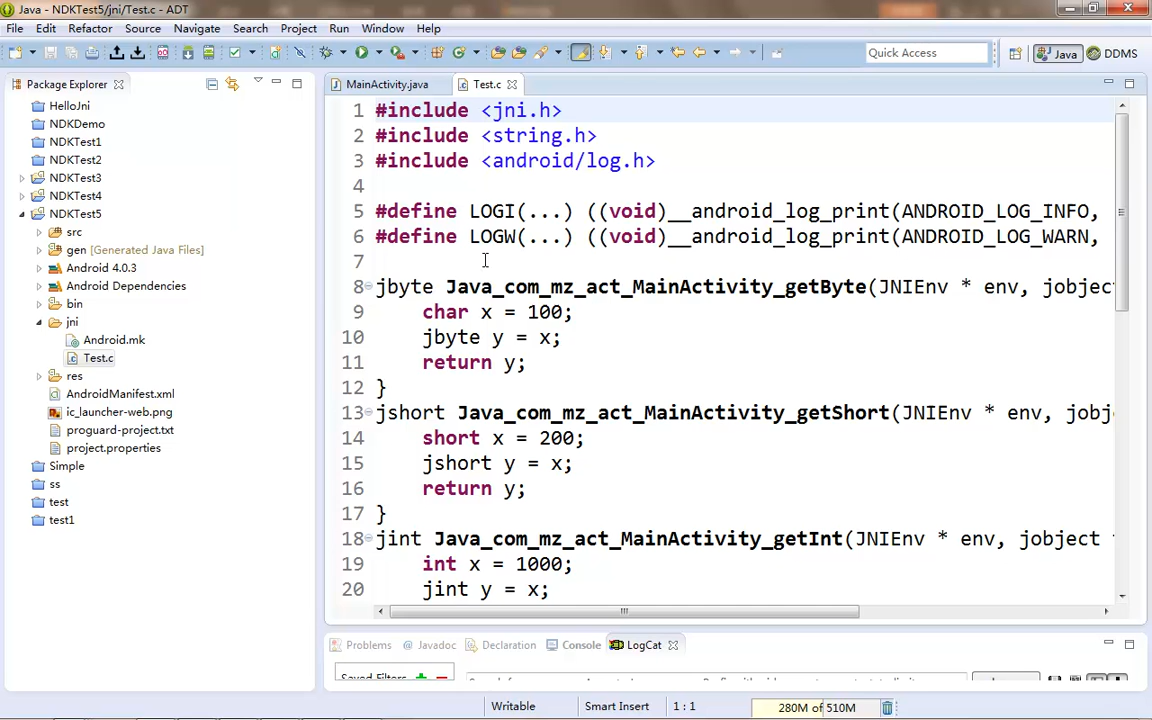 Java - NDKTest5/jni/Test.c - ADT
File Edit Refactor Source Navigate Search Project Run Window Help
Quick Access Java DDMS
Package Explorer
HelloJni
NDKDemo
NDKTest1
NDKTest2
NDKTest3
NDKTest4
NDKTest5
src
gen [Generated Java Files]
Android 4.0.3
Android Dependencies
bin
jni
Android.mk
Test.c
res
AndroidManifest.xml
ic_launcher-web.png
proguard-project.txt
project.properties
Simple
ss
test
test1
MainActivity.java Test.c
1 #include <jni.h>
2 #include <string.h>
3 #include <android/log.h>
4
5 #define LOGI(...) ((void)__android_log_print(ANDROID_LOG_INFO,
6 #define LOGW(...) ((void)__android_log_print(ANDROID_LOG_WARN,
7
8 jbyte Java_com_mz_act_MainActivity_getByte(JNIEnv * env, jobject
9 char x = 100;
10 jbyte y = x;
11 return y;
12 }
13 jshort Java_com_mz_act_MainActivity_getShort(JNIEnv * env, jobj
14 short x = 200;
15 jshort y = x;
16 return y;
17 }
18 jint Java_com_mz_act_MainActivity_getInt(JNIEnv * env, jobject
19 int x = 1000;
20 jint y = x;
Problems Javadoc Declaration Console LogCat
Saved Filters
Writable Smart Insert 1 : 1 280M of 510M